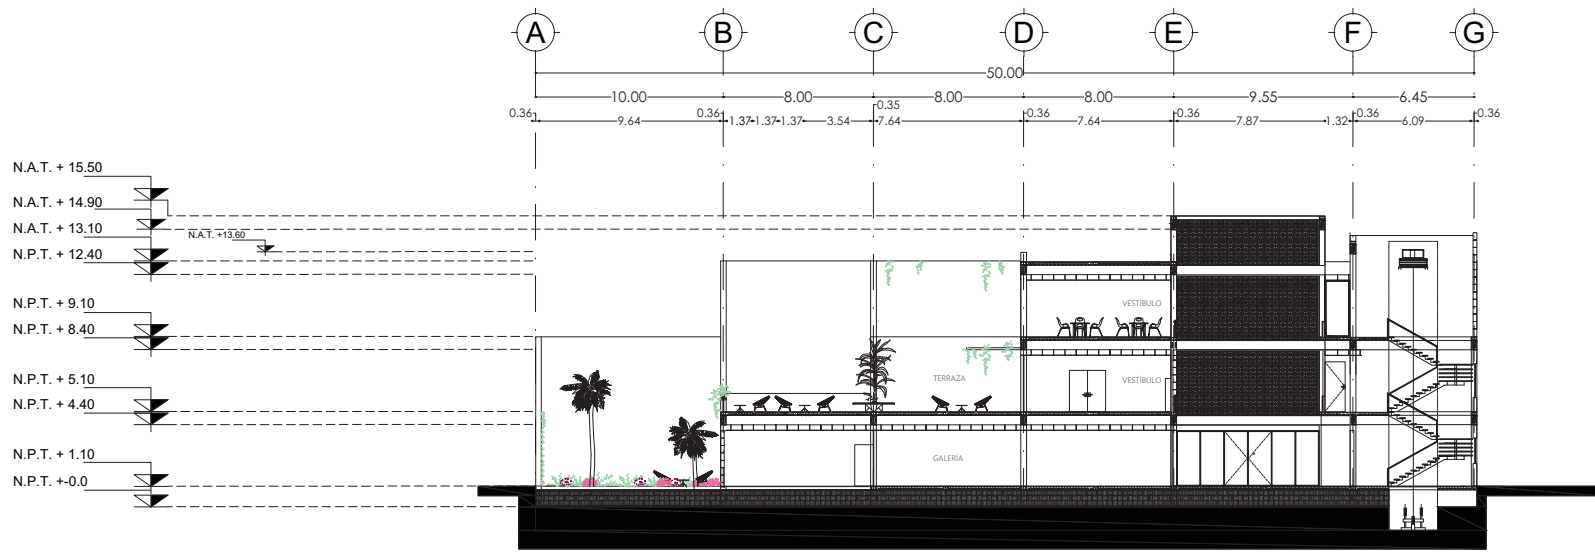 A B C D E F G
50.00
10.00 8.00 8.00 8.00 9.55 6.45
0.36 0.36 0.35 0.36 0.36 0.36 0.36
9.64 1.37 1.37 1.37 3.54 7.64 7.64 7.87 1.32 6.09
N.A.T. + 15.50
N.A.T. + 14.90
N.A.T. + 13.10
N.A.T. +13.60
N.P.T. + 12.40
N.P.T. + 9.10
VESTÍBULO
N.P.T. + 8.40
N.P.T. + 5.10
TERRAZA
VESTÍBULO
N.P.T. + 4.40
N.P.T. + 1.10
GALERÍA
N.P.T. +-0.0